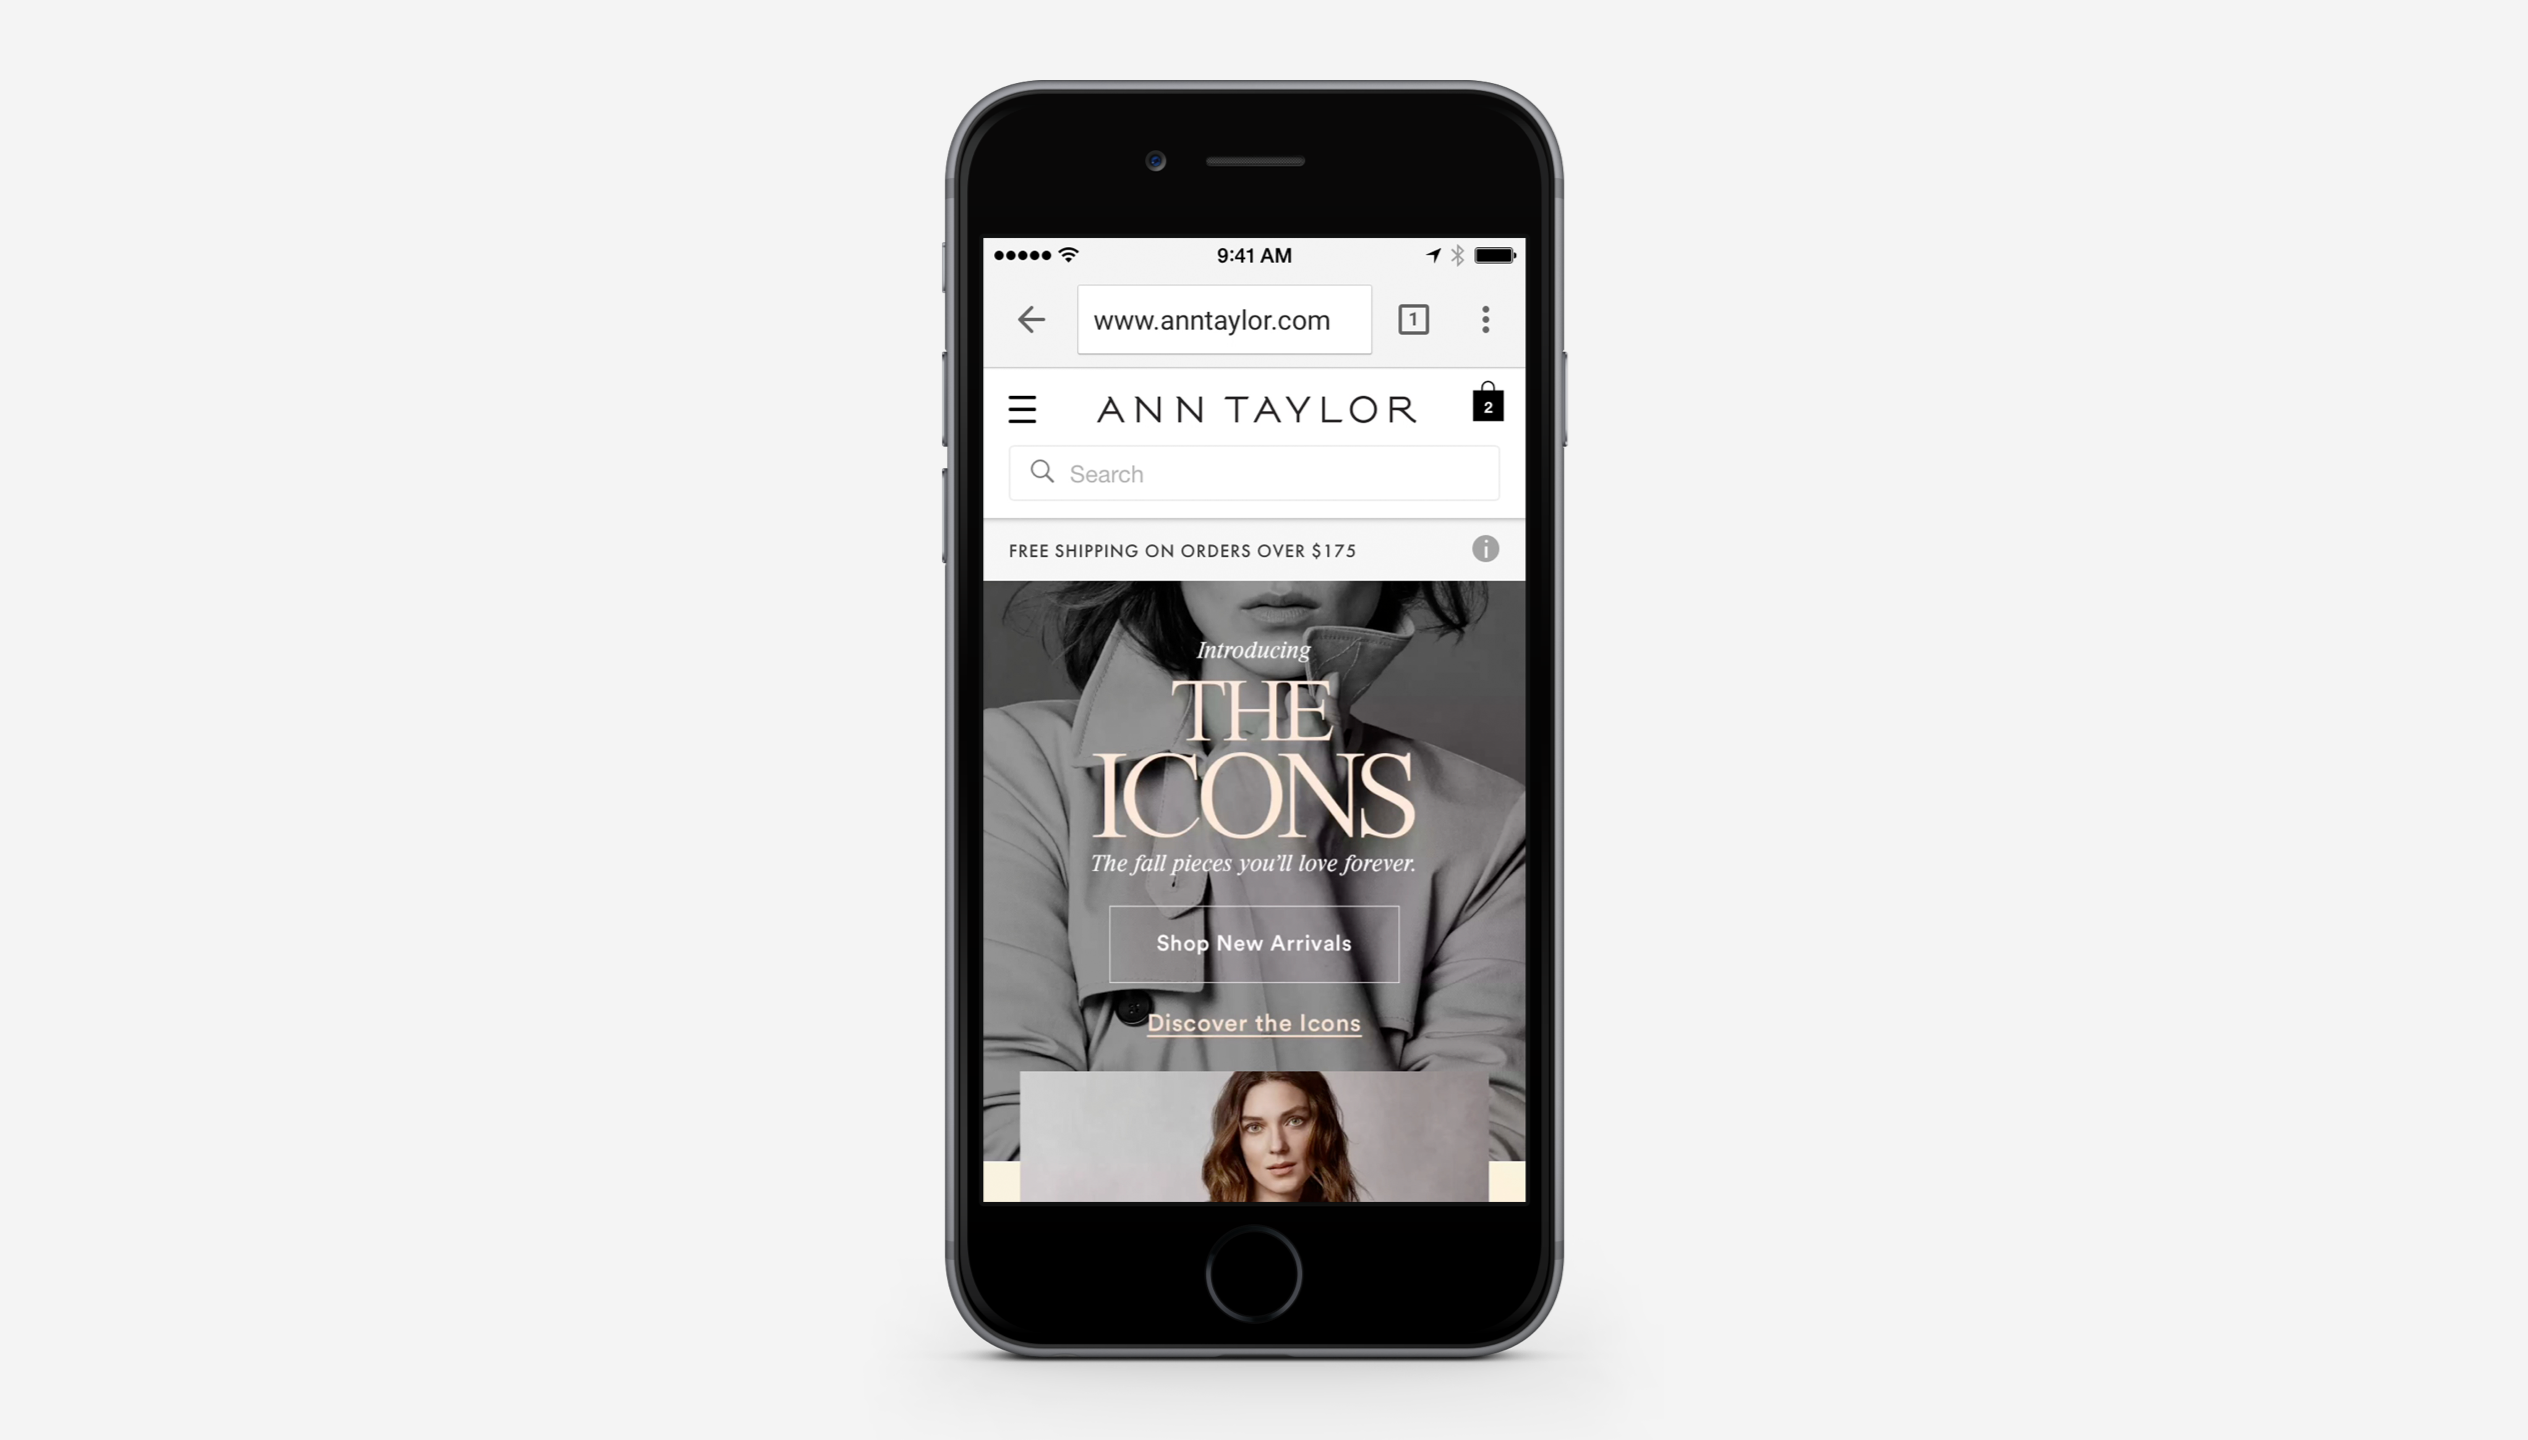 9:41 AM
www.anntaylor.com
1
ANN TAYLOR
2
Search
FREE SHIPPING ON ORDERS OVER $175
i
Introducing
THE
ICONS
The fall pieces you'll love forever.
Shop New Arrivals
Discover the Icons